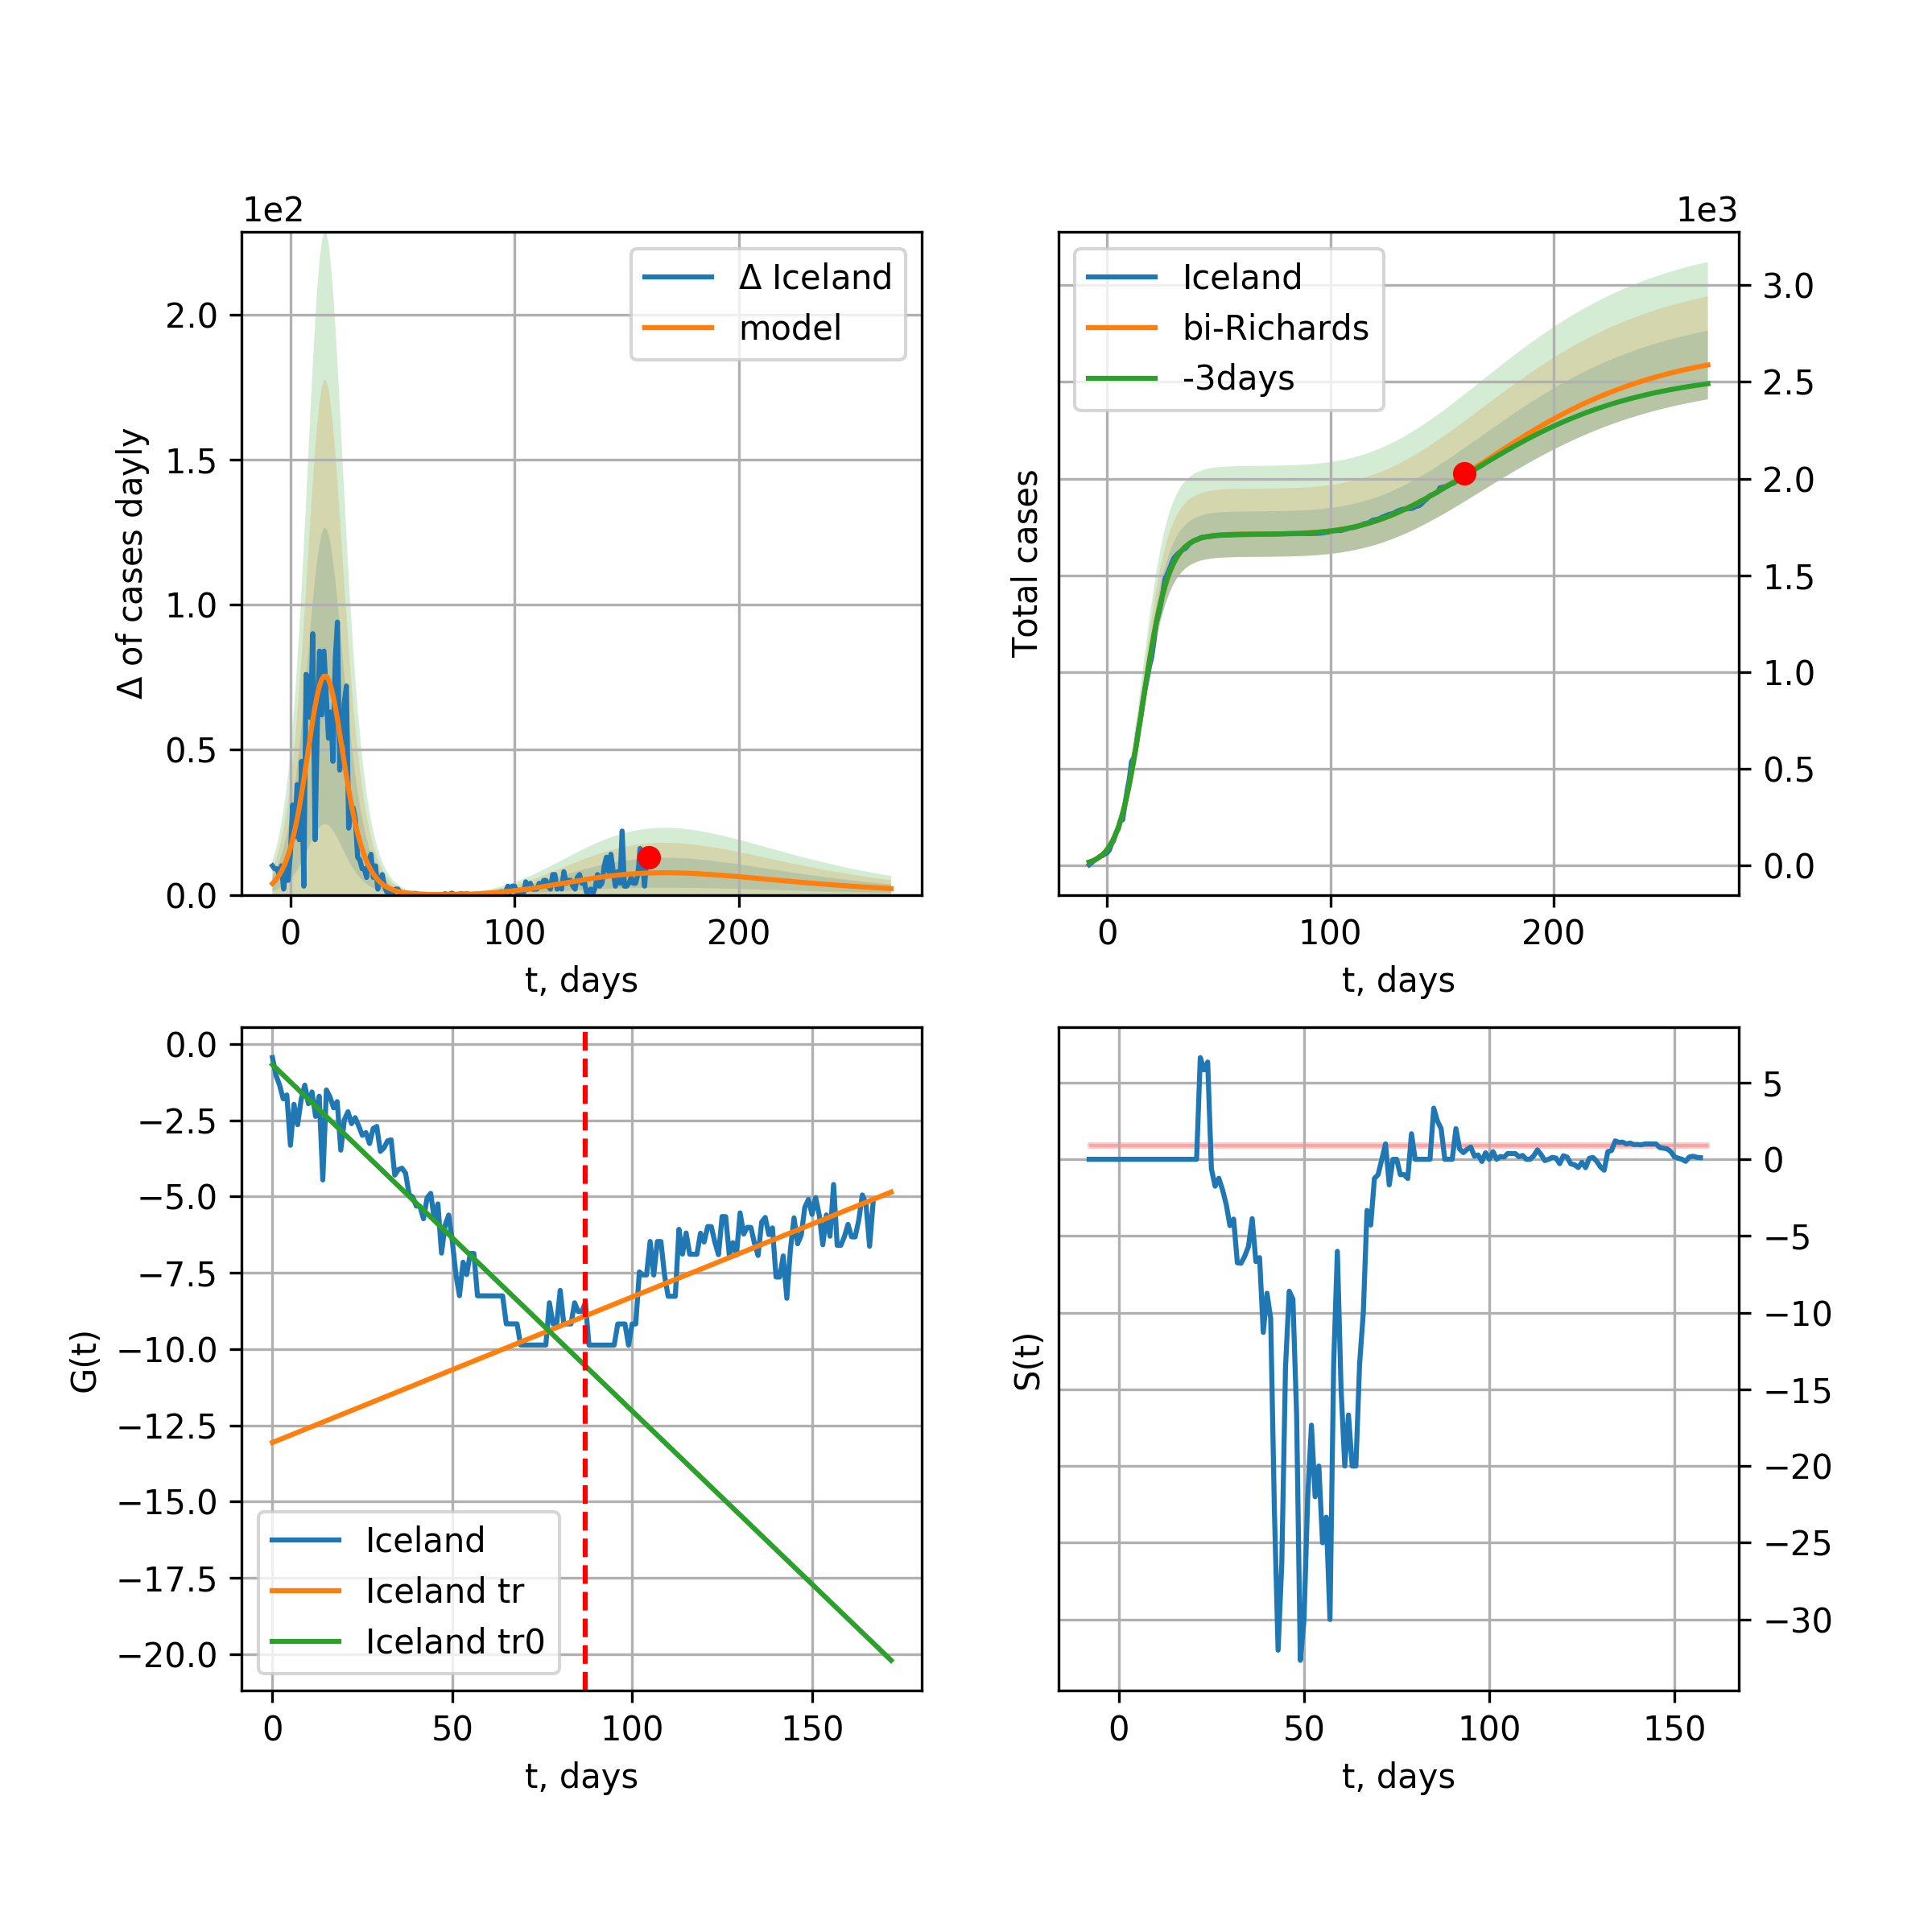 1e2
Δ of cases dayly
2.0
1.5
1.0
0.5
0.0
Δ Iceland
model
0 100 200
t, days
1e3
Total cases
Iceland
bi-Richards
-3days
3.0
2.5
2.0
1.5
1.0
0.5
0.0
0 100 200
t, days
G(t)
0.0
−2.5
−5.0
−7.5
−10.0
−12.5
−15.0
−17.5
−20.0
Iceland
Iceland tr
Iceland tr0
0 50 100 150
t, days
S(t)
5
0
−5
−10
−15
−20
−25
−30
0 50 100 150
t, days